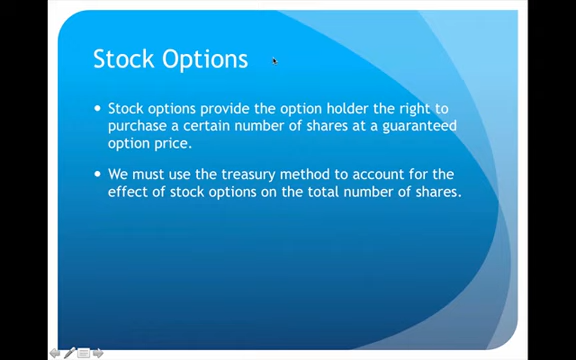 Stock Options
• Stock options provide the option holder the right to
purchase a certain number of shares at a guaranteed
option price.
• We must use the treasury method to account for the
effect of stock options on the total number of shares.